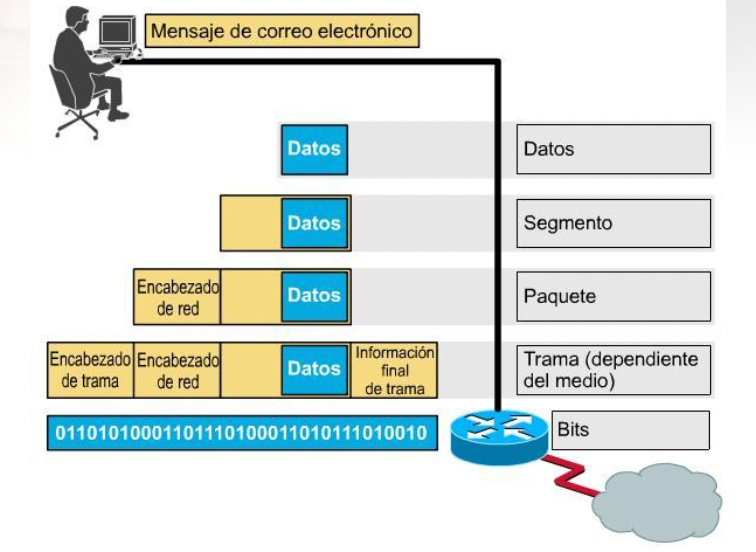 Mensaje de correo electrónico
Datos
Datos
Datos
Segmento
Encabezado
de red
Datos
Paquete
Encabezado
de trama
Encabezado
de red
Datos
Información
final
de trama
Trama (dependiente
del medio)
0110101000110111010001101011101001​0
Bits